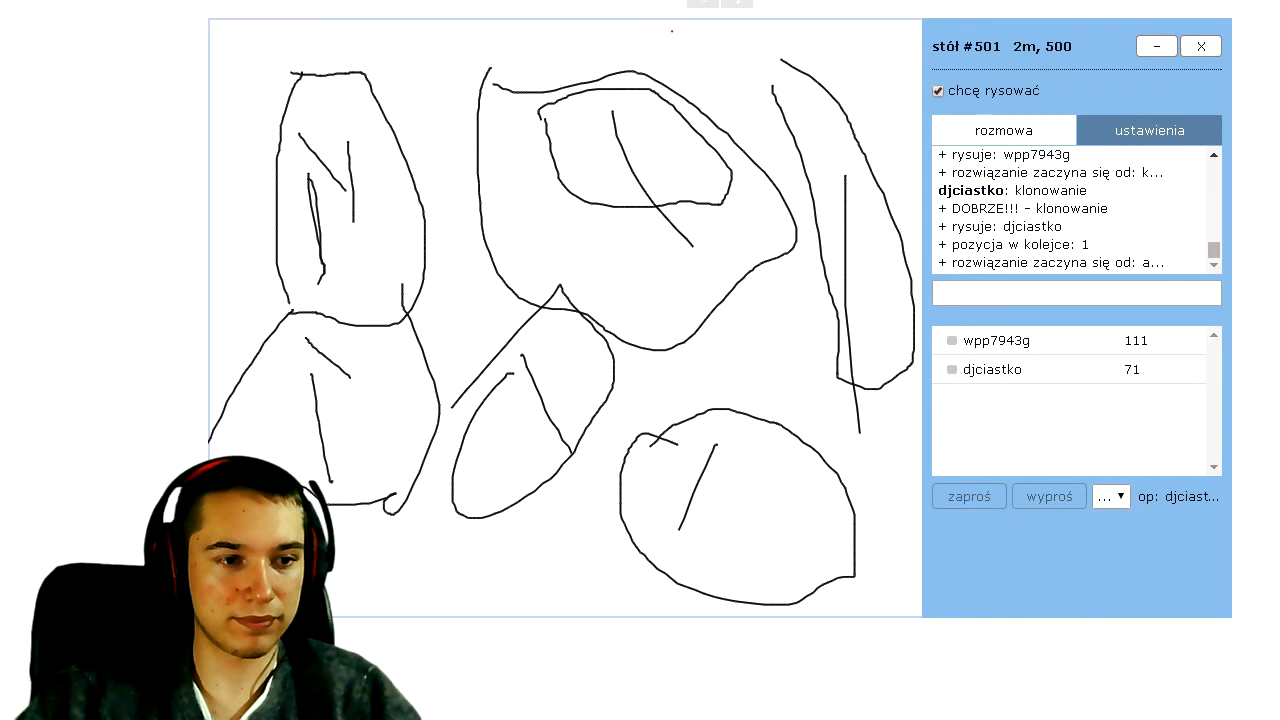 stół #501 2m, 500
– X
chcę rysować
rozmowa ustawienia
+ rysuje: wpp7943g
+ rozwiązanie zaczyna się od: k...
djciastko: klonowanie
+ DOBRZE!!! – klonowanie
+ rysuje: djciastko
+ pozycja w kolejce: 1
+ rozwiązanie zaczyna się od: a...
wpp7943g 111
djciastko 71
zaproś wyproś ... op: djciast...